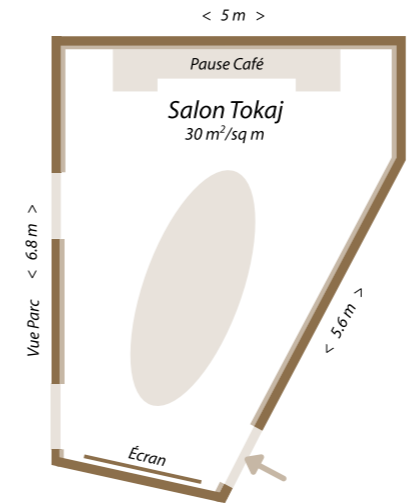 < 5 m >
Pause Café
Salon Tokaj
30 m²/sq m
Vue Parc < 6.8 m >
< 5.6 m >
Écran